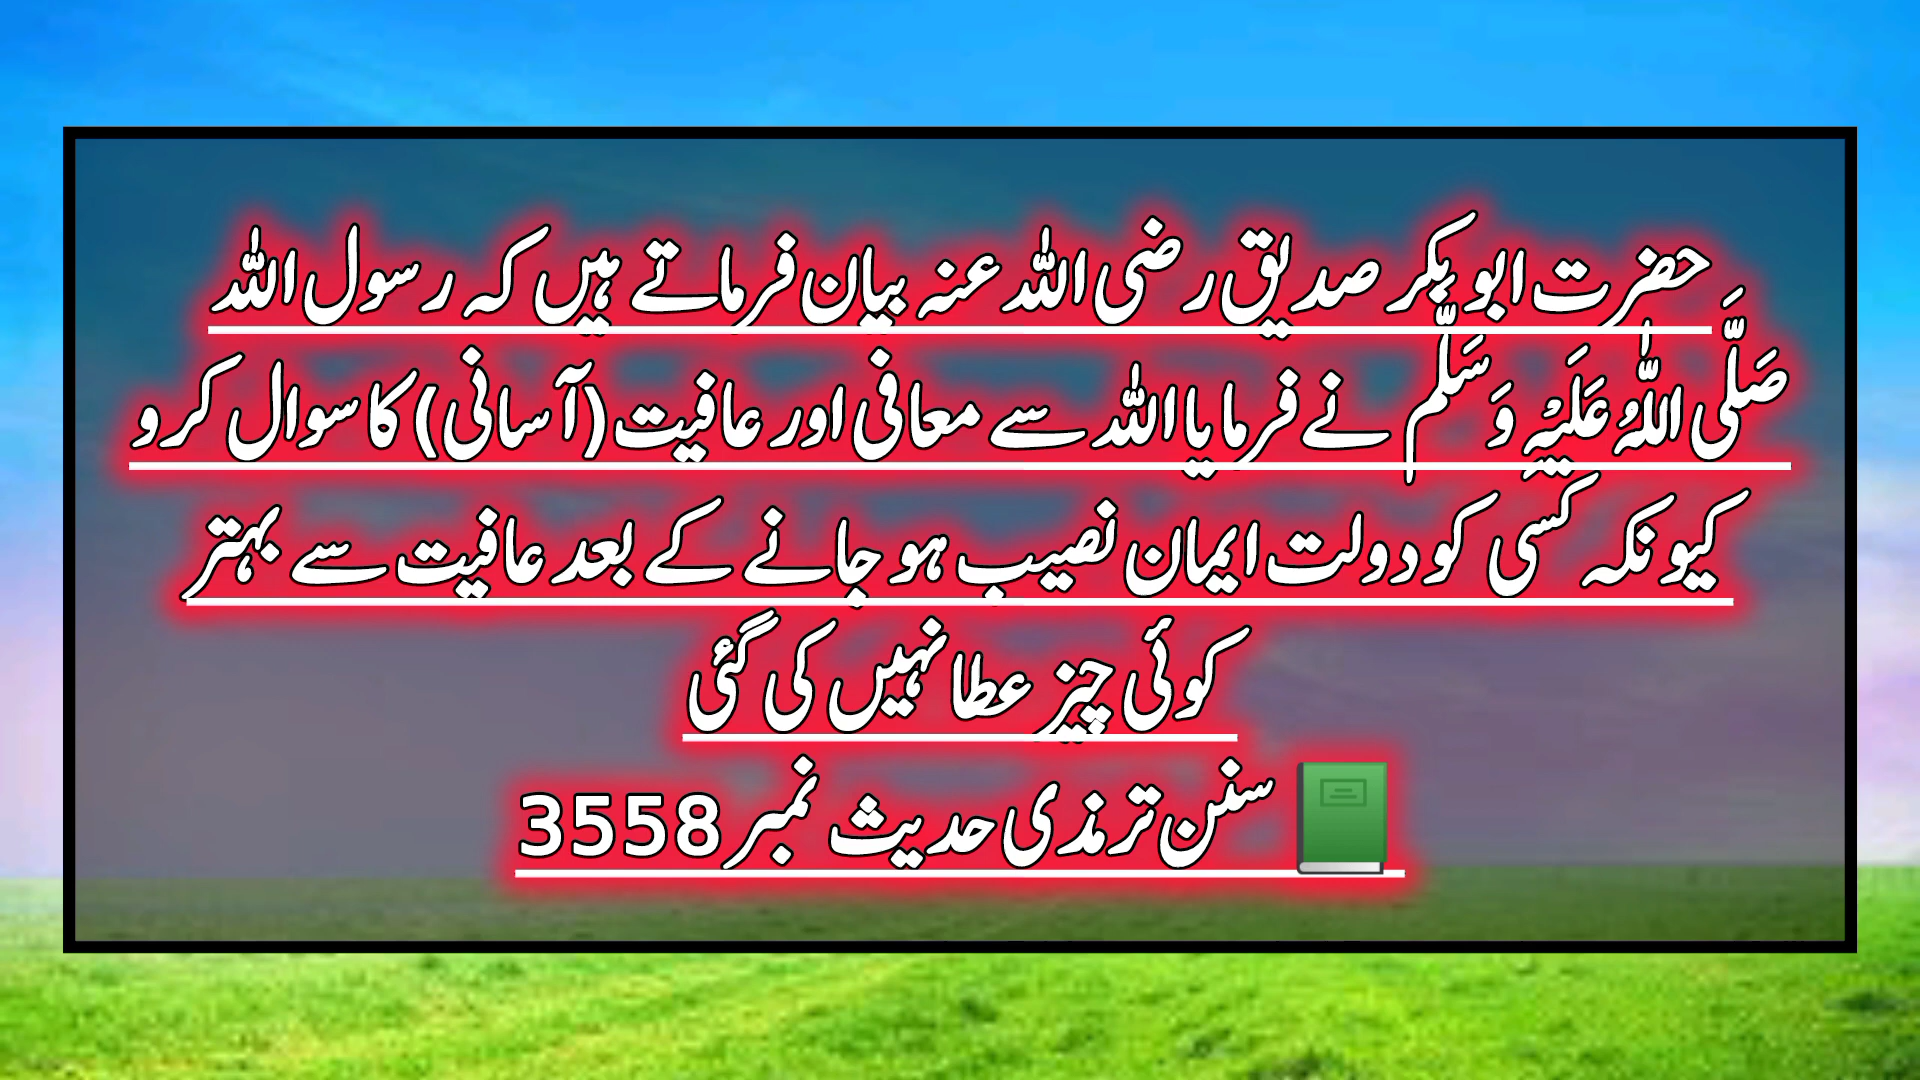 حضرت ابو بکر صدیق رضی اللہ عنہ بیان فرماتے ہیں کہ رسول اللہ
صَلَّی اللّٰہُ عَلَیْہِ وَسَلَّم نے فرمایا اللہ سے معافی اور عافیت (آسانی) کا سوال کرو
کیونکہ کسی کو دولت ایمان نصیب ہو جانے کے بعد عافیت سے بہتر
کوئی چیز عطا نہیں کی گئی
📗 سنن ترمذی حدیث نمبر 3558